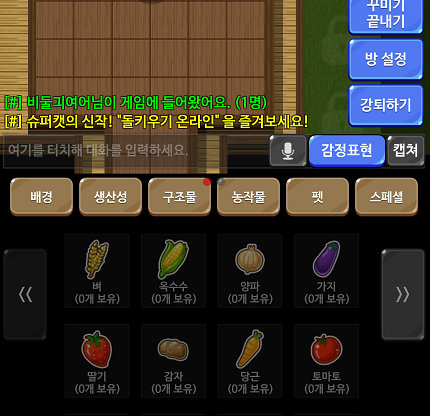 꾸미기
끝내기
방 설정
강퇴하기
[#] 비둘긔여어님이 게임에 들어왔어요. (1명)
[#] 슈퍼캣의 신작! "돌키우기 온라인" 을 즐겨보세요!
여기를 터치해 대화를 입력하세요.
감정표현
캡쳐
배경
생산성
구조물
농작물
펫
스페셜
벼
(0개 보유)
옥수수
(0개 보유)
양파
(0개 보유)
가지
(0개 보유)
딸기
(0개 보유)
감자
(0개 보유)
당근
(0개 보유)
토마토
(0개 보유)